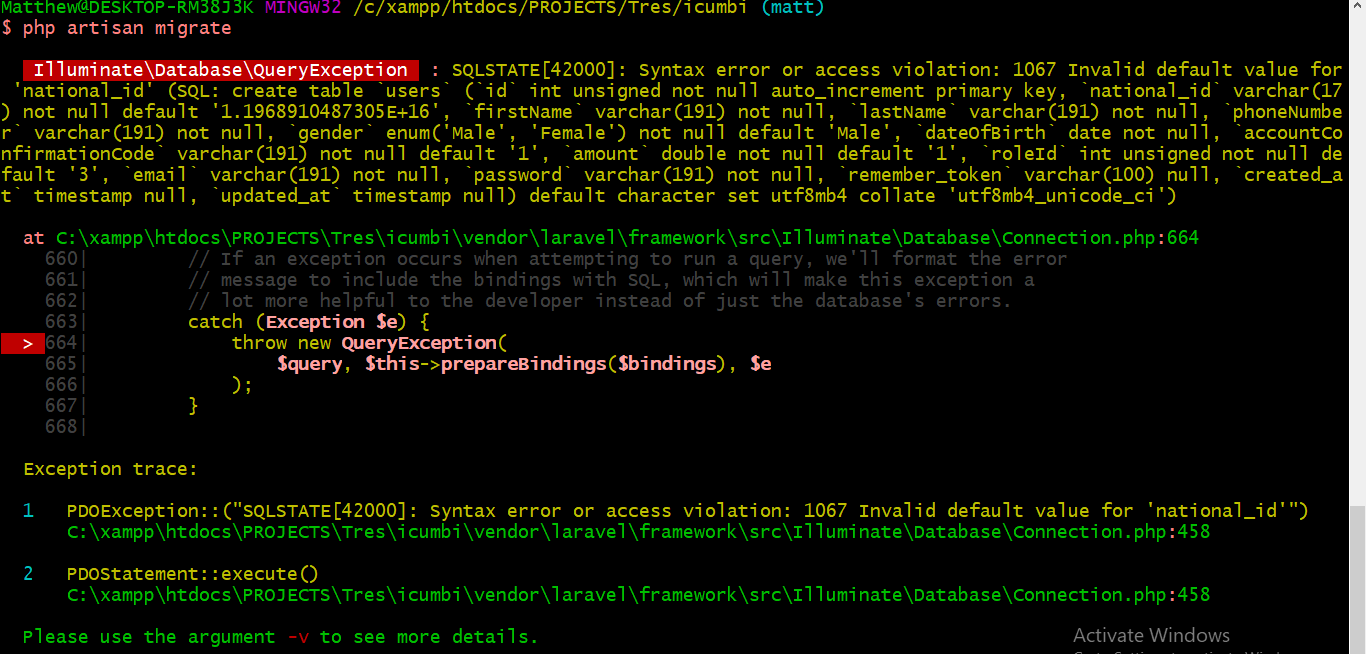 Matthew@DESKTOP-RM38J3K MINGW32 /c/xampp/htdocs/PROJECTS/Tres/icumbi (matt)
$ php artisan migrate
Illuminate\Database\QueryException : SQLSTATE[42000]: Syntax error or access violation: 1067 Invalid default value for
'national_id' (SQL: create table `users` (`id` int unsigned not null auto_increment primary key, `national_id` varchar(17
) not null default '1.1968910487305E+16', `firstName` varchar(191) not null, `lastName` varchar(191) not null, `phoneNumbe
r` varchar(191) not null, `gender` enum('Male', 'Female') not null default 'Male', `dateOfBirth` date not null, `accountCo
nfirmationCode` varchar(191) not null default '1', `amount` double not null default '1', `roleId` int unsigned not null de
fault '3', `email` varchar(191) not null, `password` varchar(191) not null, `remember_token` varchar(100) null, `created_a
t` timestamp null, `updated_at` timestamp null) default character set utf8mb4 collate 'utf8mb4_unicode_ci')
at C:\xampp\htdocs\PROJECTS\Tres\icumbi\vendor\laravel\framework\src\Illuminate\Database\Connection.php:664
660| // If an exception occurs when attempting to run a query, we'll format the error
661| // message to include the bindings with SQL, which will make this exception a
662| // lot more helpful to the developer instead of just the database's errors.
663| catch (Exception $e) {
> 664| throw new QueryException(
665| $query, $this->prepareBindings($bindings), $e
666| );
667| }
668|
Exception trace:
1 PDOException::("SQLSTATE[42000]: Syntax error or access violation: 1067 Invalid default value for 'national_id'")
C:\xampp\htdocs\PROJECTS\Tres\icumbi\vendor\laravel\framework\src\Illuminate\Database\Connection.php:458
2 PDOStatement::execute()
C:\xampp\htdocs\PROJECTS\Tres\icumbi\vendor\laravel\framework\src\Illuminate\Database\Connection.php:458
Please use the argument -v to see more details.
Activate Windows